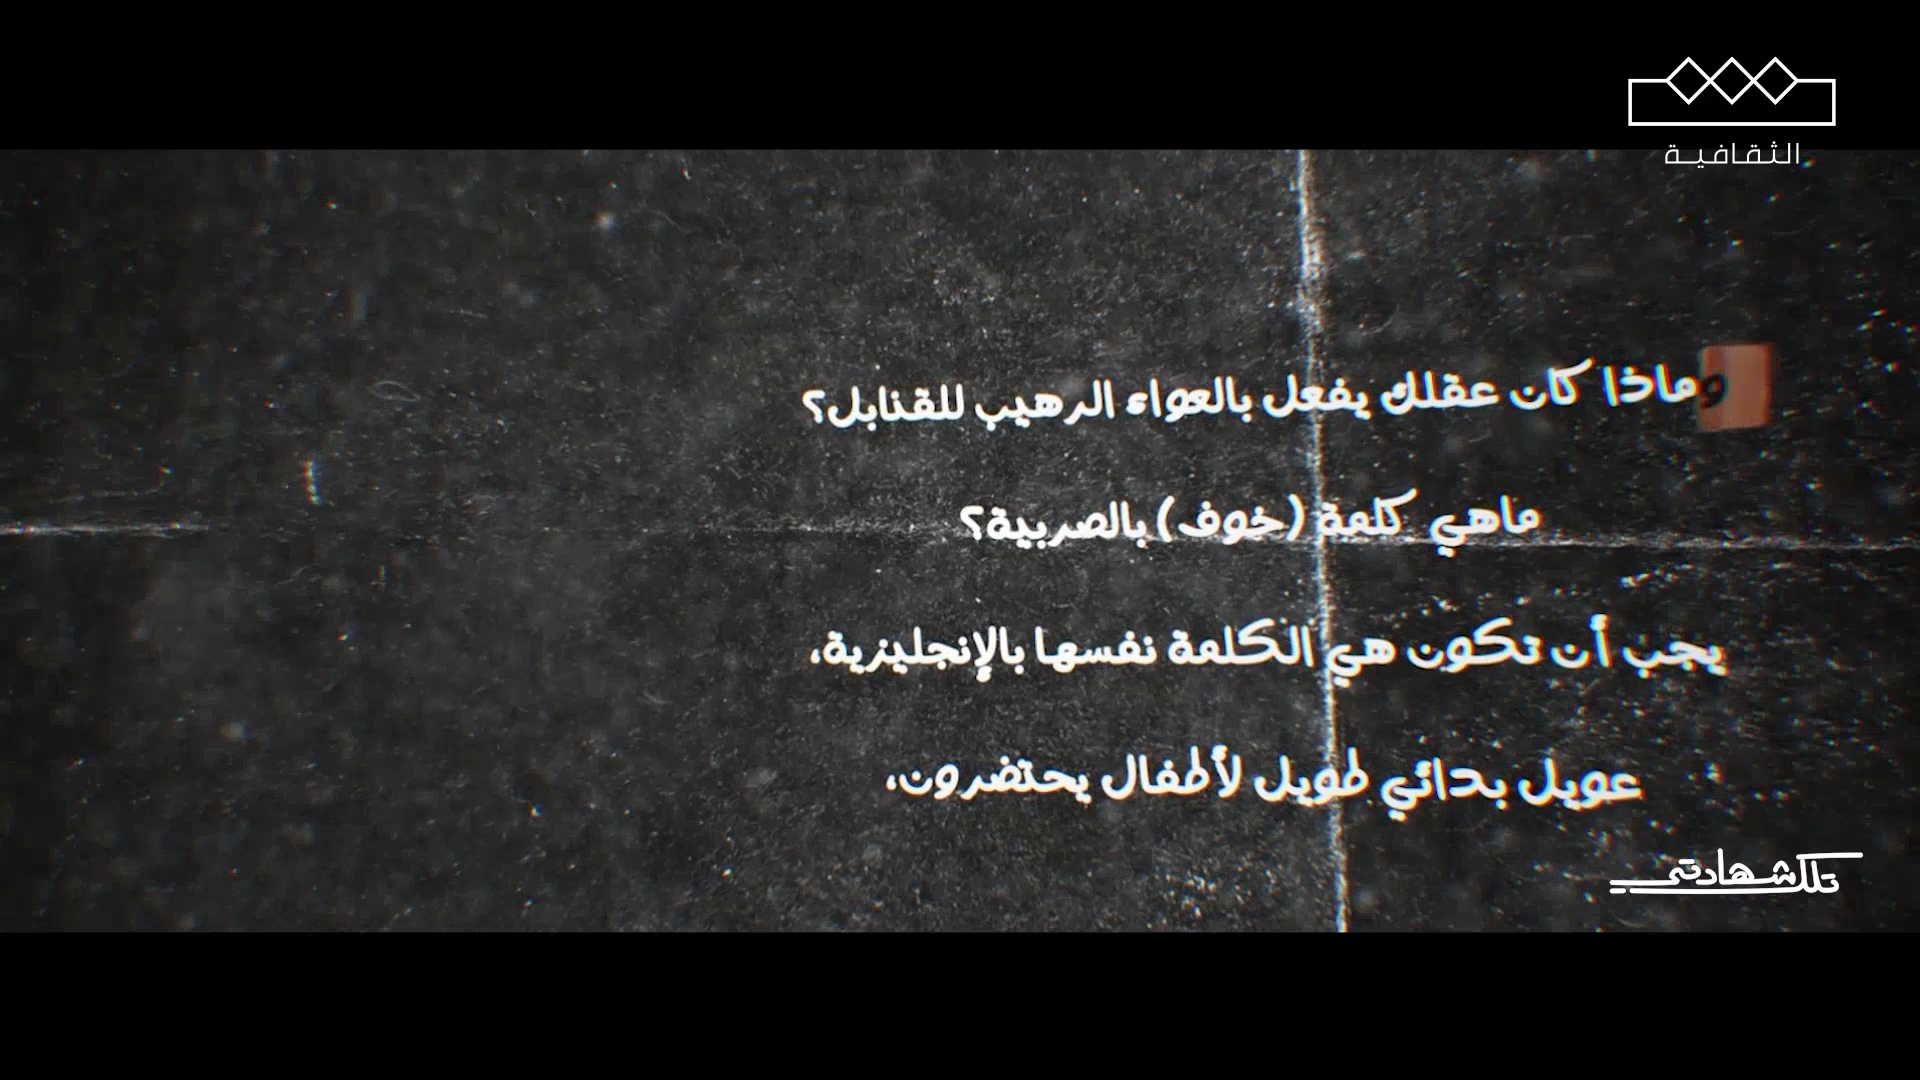 الثقافية
وماذا كان عقلك يفعل بالعواء الرهيب للقنابل؟
ماهي كلمة (خوف) بالصربية؟
يجب أن تكون هي الكلمة نفسها بالإنجليزية،
عويل بدائي طويل لأطفال يحتضرون،
تلك شهادتي